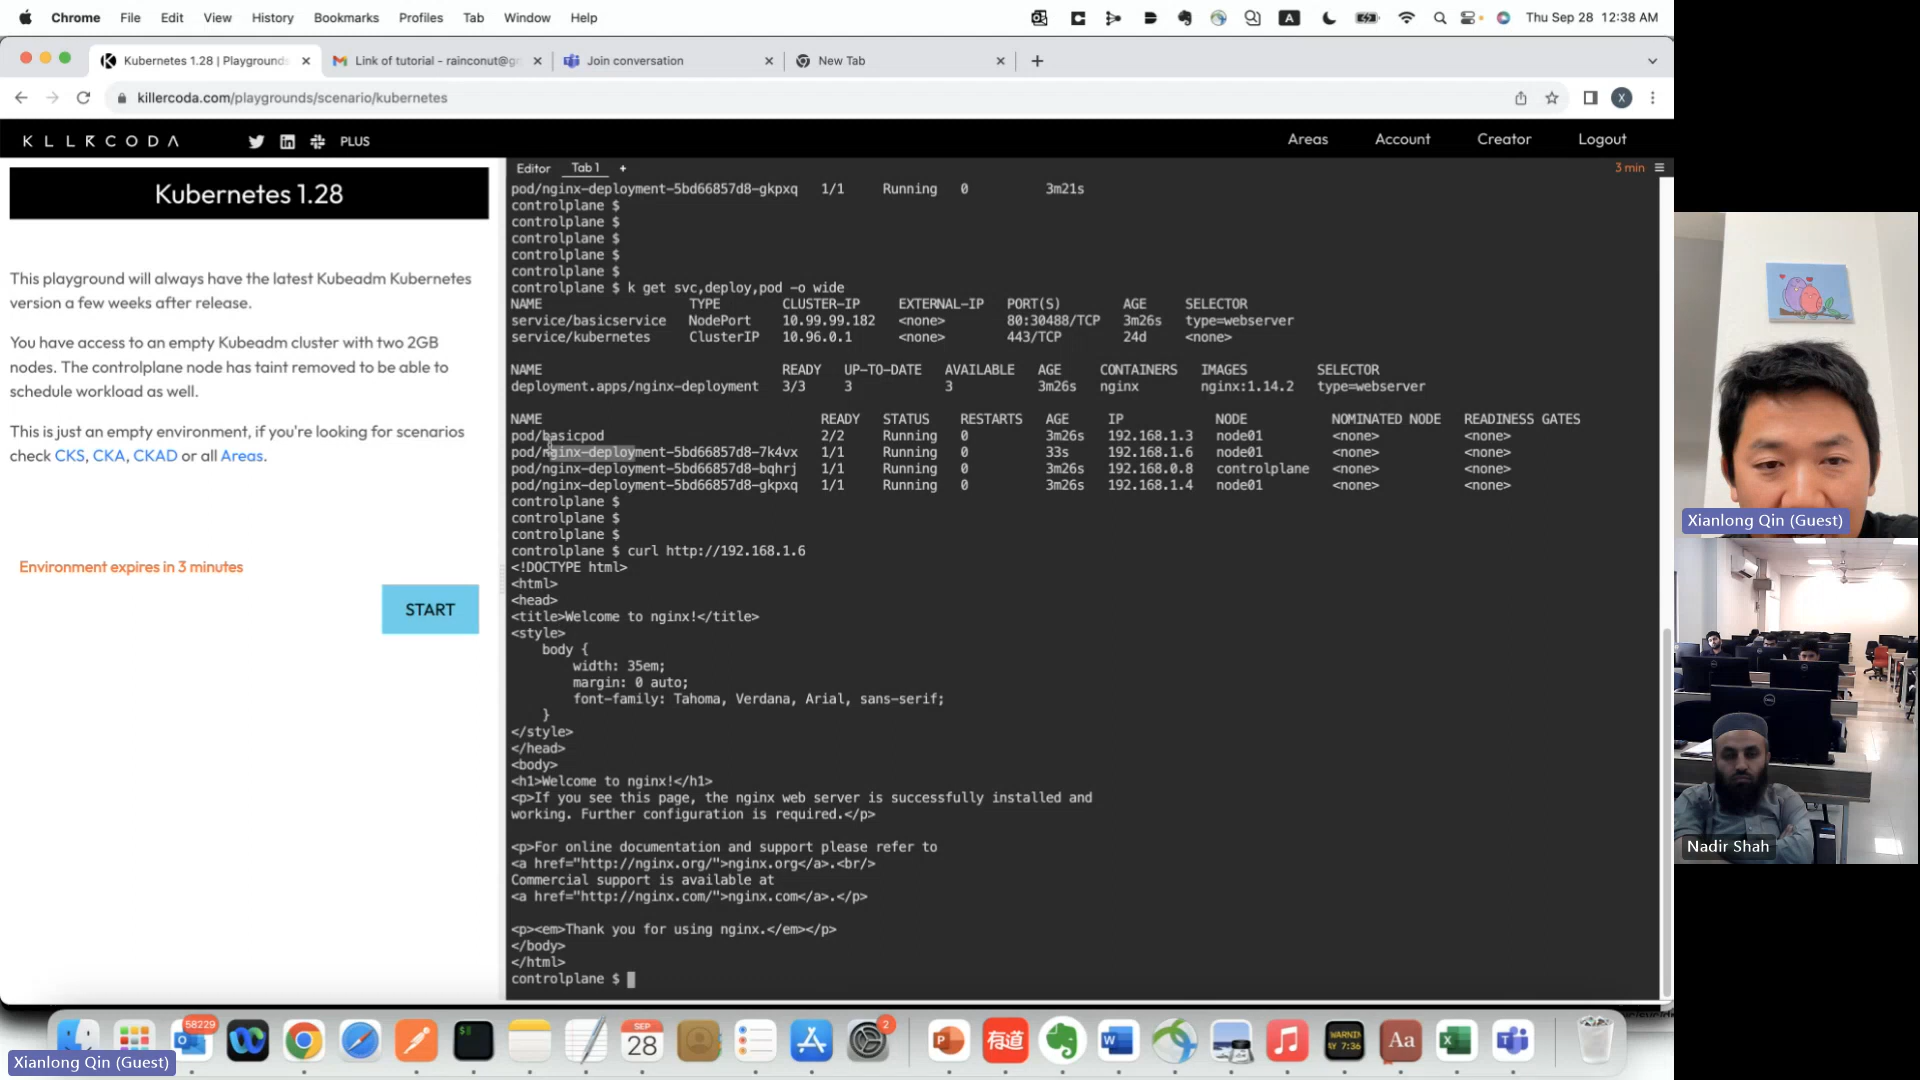 Chrome File Edit View History Bookmarks Profiles Tab Window Help A Thu Sep 28 12:38 AM
Kubernetes 1.28 | Playgrounds Link of tutorial - rainconut@g Join conversation New Tab
killercoda.com/playgrounds/scenario/kubernetes X
KLLRCODA PLUS Areas Account Creator Logout
Kubernetes 1.28
This playground will always have the latest Kubeadm Kubernetes
version a few weeks after release.
You have access to an empty Kubeadm cluster with two 2GB
nodes. The controlplane node has taint removed to be able to
schedule workload as well.
This is just an empty environment, if you're looking for scenarios
check CKS, CKA, CKAD or all Areas.
Environment expires in 3 minutes
START
Editor Tab 1 + 3 min
pod/nginx-deployment-5bd66857d8-gkpxq 1/1 Running 0 3m21s
controlplane $
controlplane $
controlplane $
controlplane $
controlplane $
controlplane $ k get svc,deploy,pod -o wide
NAME TYPE CLUSTER-IP EXTERNAL-IP PORT(S) AGE SELECTOR
service/basicservice NodePort 10.99.99.182 <none> 80:30488/TCP 3m26s type=webserver
service/kubernetes ClusterIP 10.96.0.1 <none> 443/TCP 24d <none>
NAME READY UP-TO-DATE AVAILABLE AGE CONTAINERS IMAGES SELECTOR
deployment.apps/nginx-deployment 3/3 3 3 3m26s nginx nginx:1.14.2 type=webserver
NAME READY STATUS RESTARTS AGE IP NODE NOMINATED NODE READINESS GATES
pod/basicpod 2/2 Running 0 3m26s 192.168.1.3 node01 <none> <none>
pod/nginx-deployment-5bd66857d8-7k4vx 1/1 Running 0 33s 192.168.1.6 node01 <none> <none>
pod/nginx-deployment-5bd66857d8-bqhrj 1/1 Running 0 3m26s 192.168.0.8 controlplane <none> <none>
pod/nginx-deployment-5bd66857d8-gkpxq 1/1 Running 0 3m26s 192.168.1.4 node01 <none> <none>
controlplane $
controlplane $
controlplane $
controlplane $ curl http://192.168.1.6
<!DOCTYPE html>
<html>
<head>
<title>Welcome to nginx!</title>
<style>
body {
width: 35em;
margin: 0 auto;
font-family: Tahoma, Verdana, Arial, sans-serif;
}
</style>
</head>
<body>
<h1>Welcome to nginx!</h1>
<p>If you see this page, the nginx web server is successfully installed and
working. Further configuration is required.</p>
<p>For online documentation and support please refer to
<a href="http://nginx.org/">nginx.org</a>.<br/>
Commercial support is available at
<a href="http://nginx.com/">nginx.com</a>.</p>
<p><em>Thank you for using nginx.</em></p>
</body>
</html>
controlplane $
Xianlong Qin (Guest)
Nadir Shah
58229 SEP 28 2 有道 Aa
Xianlong Qin (Guest)